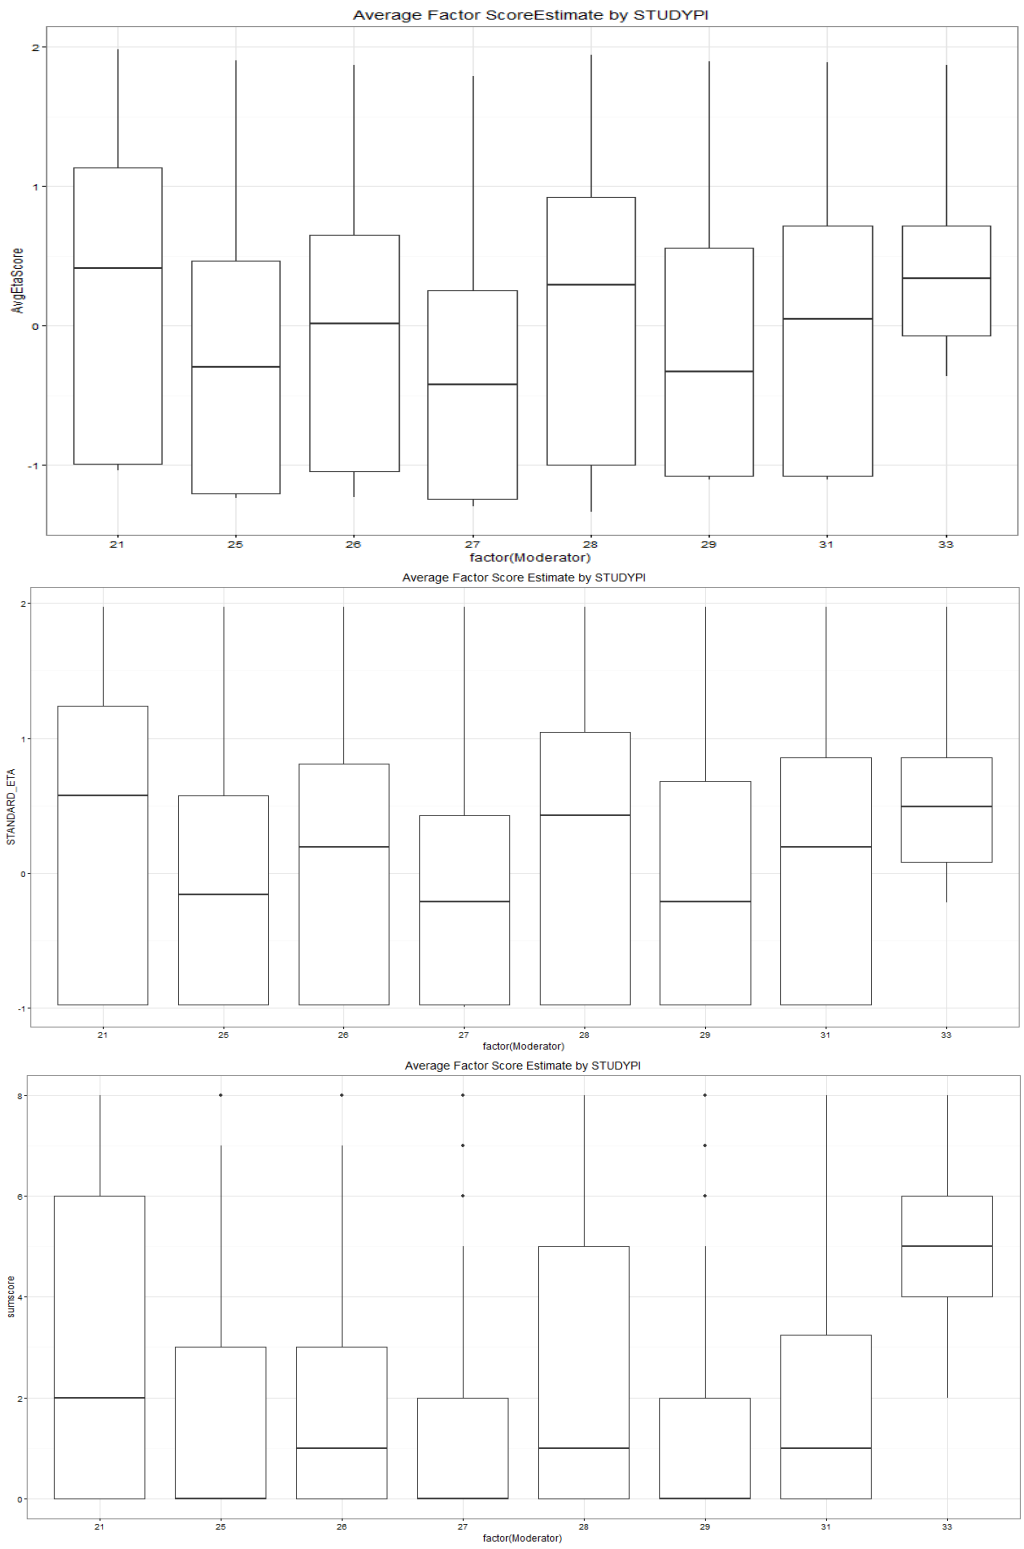 Average Factor ScoreEstimate by STUDYPI
AvgEtaScore
2
1
0
-1
21 25 26 27 28 29 31 33
factor(Moderator)
Average Factor Score Estimate by STUDYPI
STANDARD_ETA
2
1
0
-1
21 25 26 27 28 29 31 33
factor(Moderator)
Average Factor Score Estimate by STUDYPI
sumscore
8
6
4
2
0
21 25 26 27 28 29 31 33
factor(Moderator)